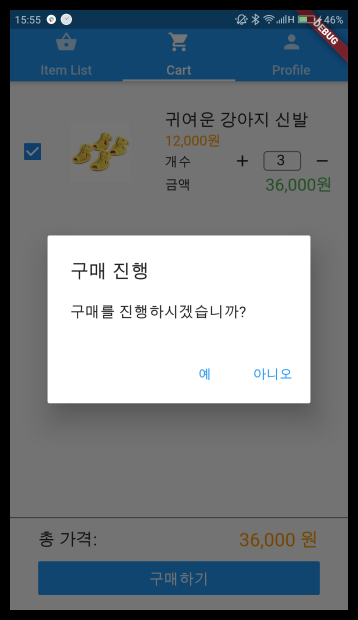 15:55 H 46%
DEBUG
Item List Cart Profile
귀여운 강아지 신발
12,000원
개수 + 3 −
금액 36,000원
구매 진행
구매를 진행하시겠습니까?
예 아니오
총 가격: 36,000 원
구매하기